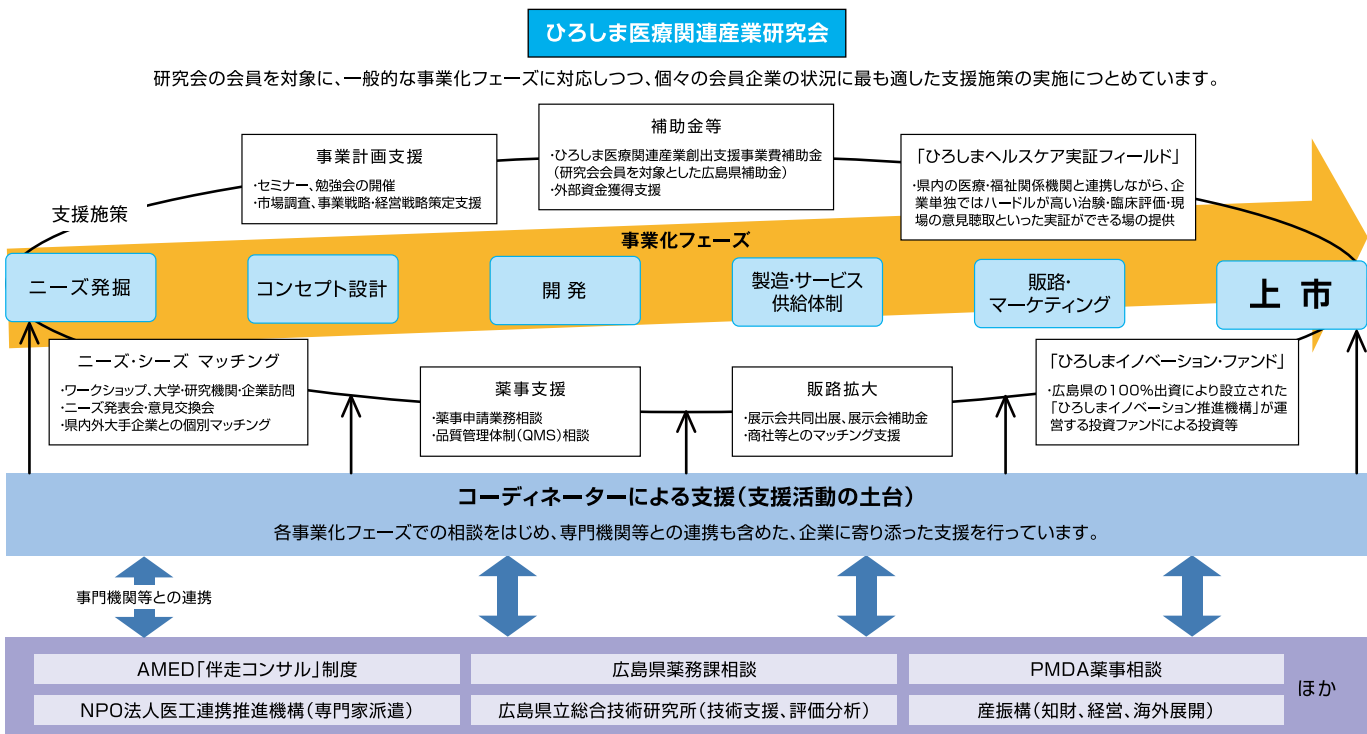 ひろしま医療関連産業研究会
研究会の会員を対象に、一般的な事業化フェーズに対応しつつ、個々の会員企業の状況に最も適した支援施策の実施につとめています。
支援施策
事業計画支援
・セミナー、勉強会の開催
・市場調査、事業戦略・経営戦略策定支援
補助金等
・ひろしま医療関連産業創出支援事業費補助金
（研究会会員を対象とした広島県補助金）
・外部資金獲得支援
「ひろしまヘルスケア実証フィールド」
・県内の医療・福祉関係機関と連携しながら、企
業単独ではハードルが高い治験・臨床評価・現
場の意見聴取といった実証ができる場の提供
事業化フェーズ
ニーズ発掘
コンセプト設計
開発
製造・サービス
供給体制
販路・
マーケティング
上市
ニーズ・シーズ マッチング
・ワークショップ、大学・研究機関・企業訪問
・ニーズ発表会・意見交換会
・県内外大手企業との個別マッチング
薬事支援
・薬事申請業務相談
・品質管理体制（QMS）相談
販路拡大
・展示会共同出展、展示会補助金
・商社等とのマッチング支援
「ひろしまイノベーション・ファンド」
・広島県の100％出資により設立された
「ひろしまイノベーション推進機構」が運
営する投資ファンドによる投資等
コーディネーターによる支援（支援活動の土台）
各事業化フェーズでの相談をはじめ、専門機関等との連携も含めた、企業に寄り添った支援を行っています。
事門機関等との連携
AMED「伴走コンサル」制度
広島県薬務課相談
PMDA薬事相談
NPO法人医工連携推進機構（専門家派遣）
広島県立総合技術研究所（技術支援、評価分析）
産振構（知財、経営、海外展開）
ほか